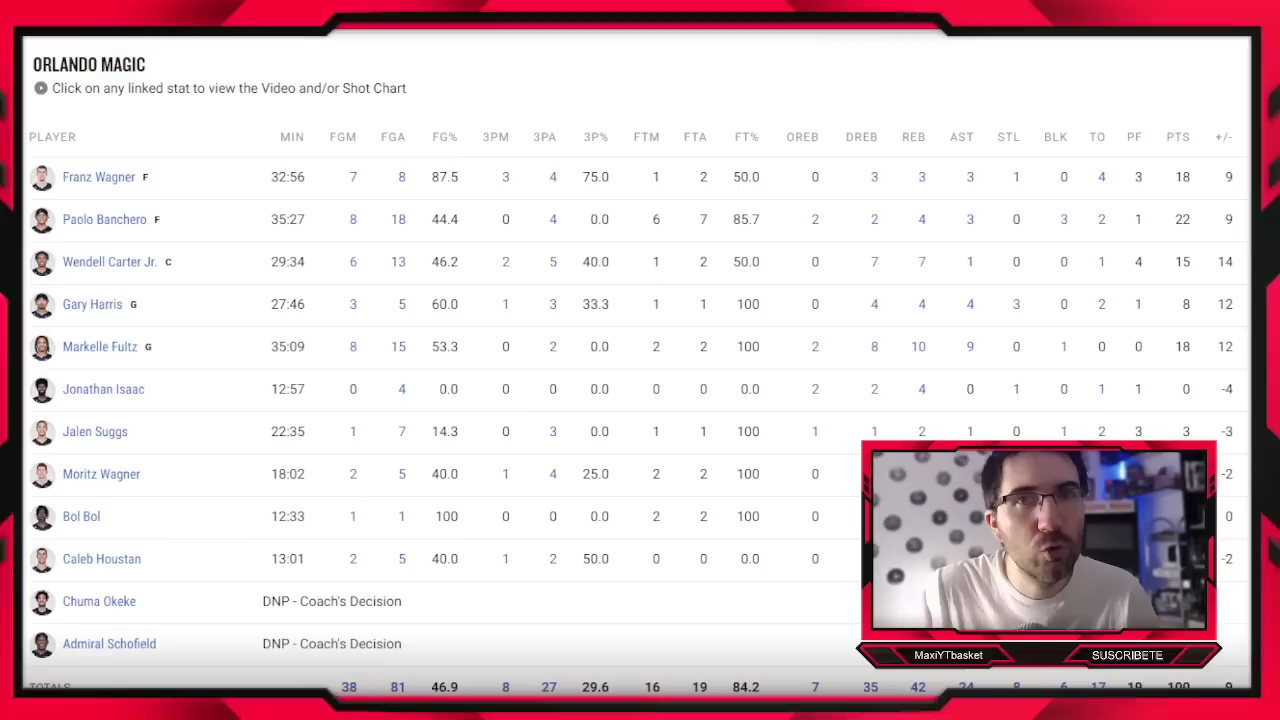 ORLANDO MAGIC
Click on any linked stat to view the Video and/or Shot Chart
PLAYER MIN FGM FGA FG% 3PM 3PA 3P% FTM FTA FT% OREB DREB REB AST STL BLK TO PF PTS +/-
Franz Wagner F 32:56 7 8 87.5 3 4 75.0 1 2 50.0 0 3 3 3 1 0 4 3 18 9
Paolo Banchero F 35:27 8 18 44.4 0 4 0.0 6 7 85.7 2 2 4 3 0 3 2 1 22 9
Wendell Carter Jr. C 29:34 6 13 46.2 2 5 40.0 1 2 50.0 0 7 7 1 0 0 1 4 15 14
Gary Harris G 27:46 3 5 60.0 1 3 33.3 1 1 100 0 4 4 4 3 0 2 1 8 12
Markelle Fultz G 35:09 8 15 53.3 0 2 0.0 2 2 100 2 8 10 9 0 1 0 0 18 12
Jonathan Isaac 12:57 0 4 0.0 0 0 0.0 0 0 0.0 2 2 4 0 1 0 1 1 0 -4
Jalen Suggs 22:35 1 7 14.3 0 3 0.0 1 1 100 1 1 2 1 0 1 2 3 3 -3
Moritz Wagner 18:02 2 5 40.0 1 4 25.0 2 2 100 0 -2
Bol Bol 12:33 1 1 100 0 0 0.0 2 2 100 0 0
Caleb Houstan 13:01 2 5 40.0 1 2 50.0 0 0 0.0 0 -2
Chuma Okeke DNP - Coach's Decision
Admiral Schofield DNP - Coach's Decision
TOTALS 38 81 46.9 8 27 29.6 16 19 84.2 7 35 42 24 8 6 17 19 100 9
MaxiYTbasket
SUSCRIBETE